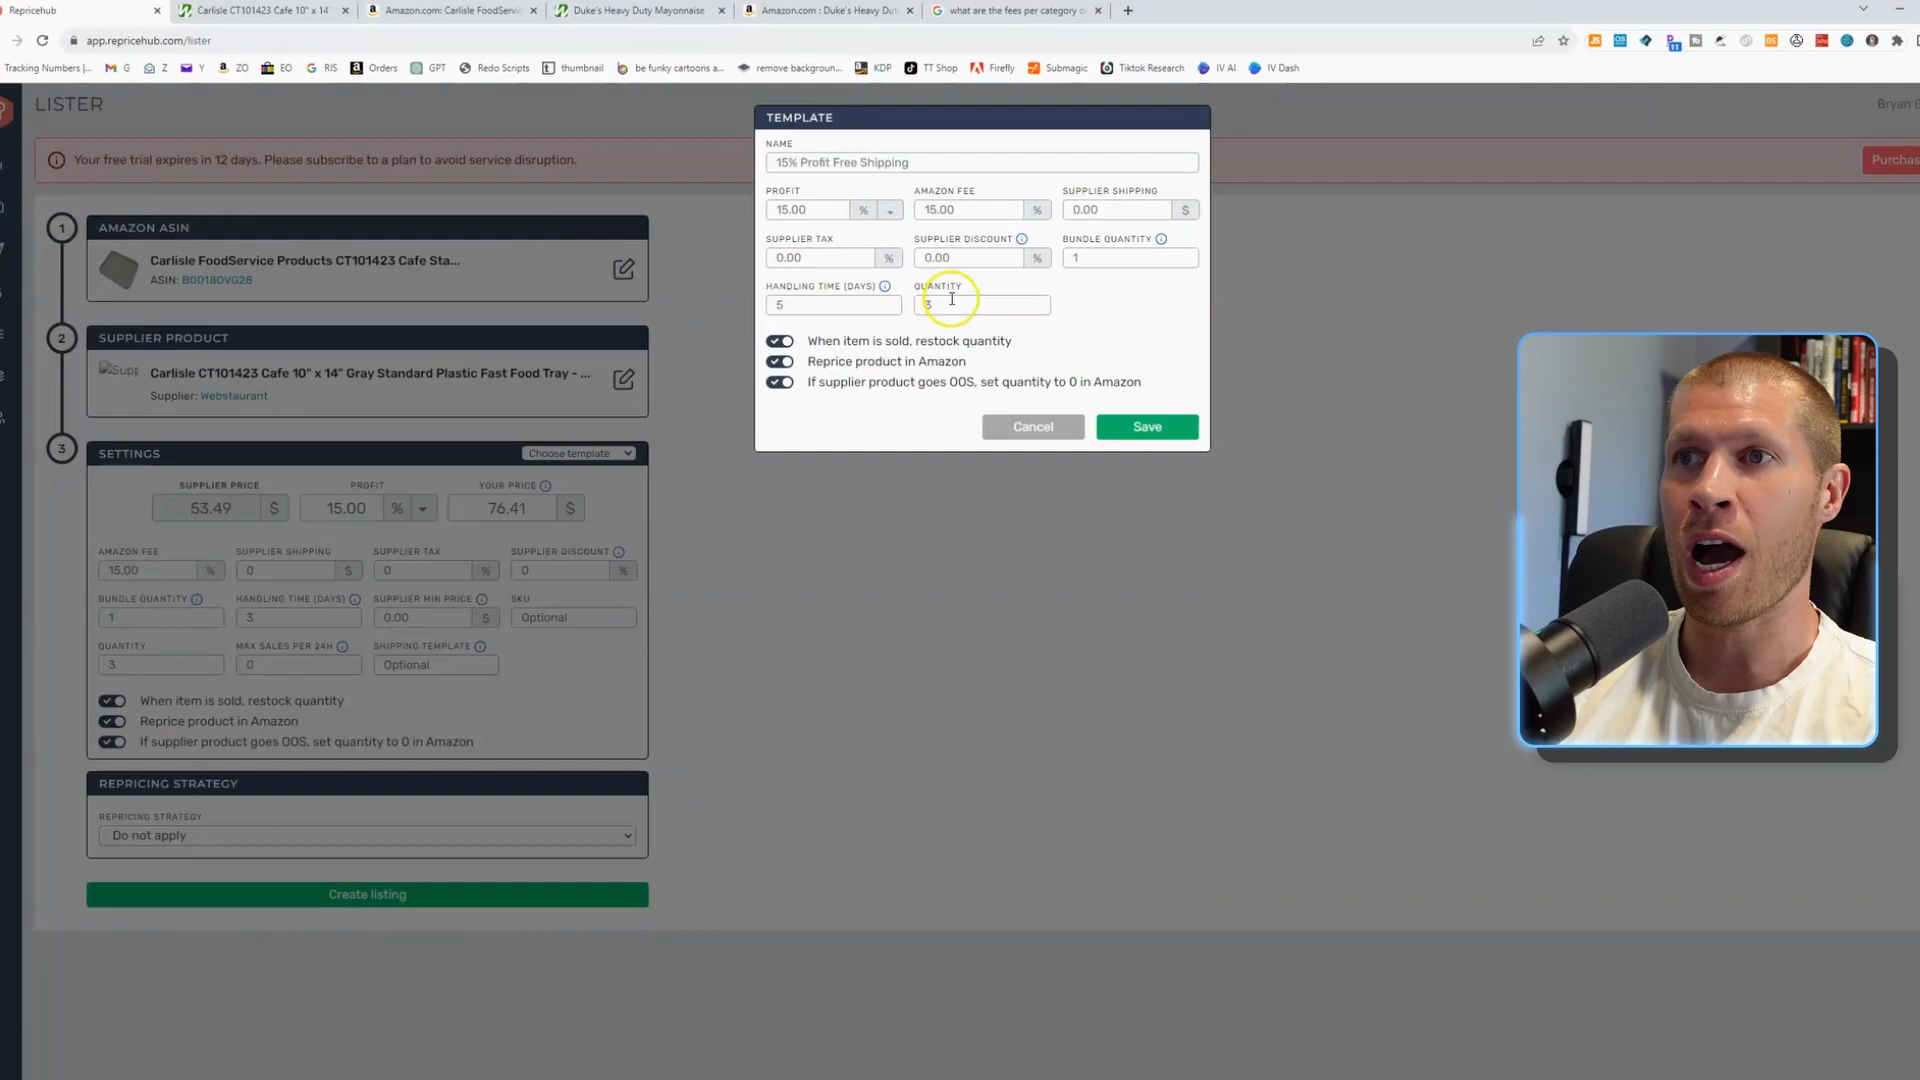 Repricehub
Carlisle CT101423 Cafe 10" x 14"
Amazon.com: Carlisle FoodServic
Duke's Heavy Duty Mayonnaise
Amazon.com : Duke's Heavy Dut
what are the fees per category o
app.repricehub.com/lister
Tracking Numbers |...
G
Z
Y
ZO
EO
RIS
Orders
GPT
Redo Scripts
thumbnail
be funky cartoons a...
remove backgroun...
KDP
TT Shop
Firefly
Submagic
Tiktok Research
IV AI
IV Dash
LISTER
Bryan G
Your free trial expires in 12 days. Please subscribe to a plan to avoid service disruption.
Purchas
1
AMAZON ASIN
Carlisle FoodService Products CT101423 Cafe Sta...
ASIN: B00180VG28
2
SUPPLIER PRODUCT
Supp
Carlisle CT101423 Cafe 10" x 14" Gray Standard Plastic Fast Food Tray - ...
Supplier: Webstaurant
3
SETTINGS
Choose template
SUPPLIER PRICE
PROFIT
YOUR PRICE
53.49 $
15.00 %
76.41 $
AMAZON FEE
SUPPLIER SHIPPING
SUPPLIER TAX
SUPPLIER DISCOUNT
15.00 %
0 $
0 %
0 %
BUNDLE QUANTITY
HANDLING TIME (DAYS)
SUPPLIER MIN PRICE
SKU
1
3
0.00 $
Optional
QUANTITY
MAX SALES PER 24H
SHIPPING TEMPLATE
3
0
Optional
When item is sold, restock quantity
Reprice product in Amazon
If supplier product goes OOS, set quantity to 0 in Amazon
REPRICING STRATEGY
REPRICING STRATEGY
Do not apply
Create listing
TEMPLATE
NAME
15% Profit Free Shipping
PROFIT
AMAZON FEE
SUPPLIER SHIPPING
15.00 %
15.00 %
0.00 $
SUPPLIER TAX
SUPPLIER DISCOUNT
BUNDLE QUANTITY
0.00 %
0.00 %
1
HANDLING TIME (DAYS)
QUANTITY
5
3
When item is sold, restock quantity
Reprice product in Amazon
If supplier product goes OOS, set quantity to 0 in Amazon
Cancel
Save